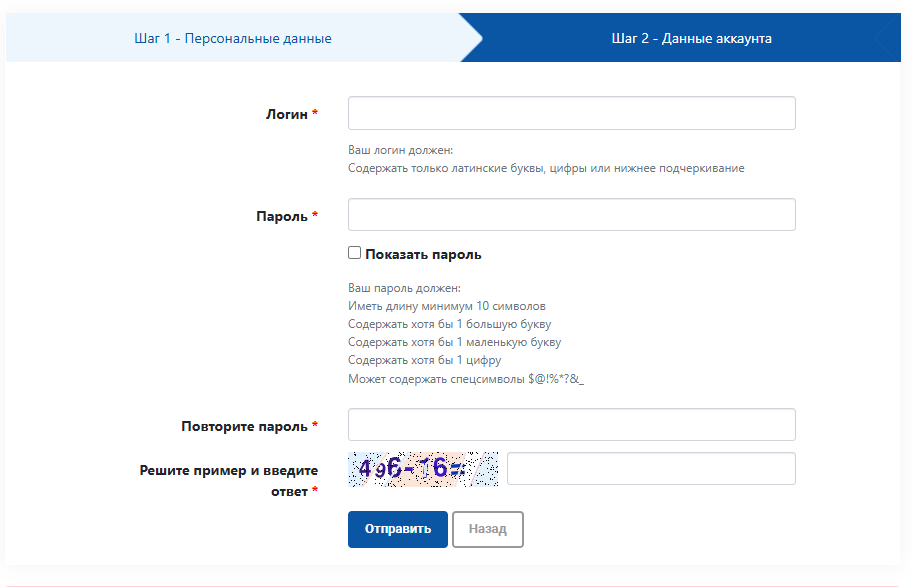 Шаг 1 - Персональные данные
Шаг 2 - Данные аккаунта
Логин *
Ваш логин должен:
Содержать только латинские буквы, цифры или нижнее подчеркивание
Пароль *
Показать пароль
Ваш пароль должен:
Иметь длину минимум 10 символов
Содержать хотя бы 1 большую букву
Содержать хотя бы 1 маленькую букву
Содержать хотя бы 1 цифру
Может содержать спецсимволы $@!%*?&_
Повторите пароль *
Решите пример и введите
ответ *
496-16=
Отправить
Назад